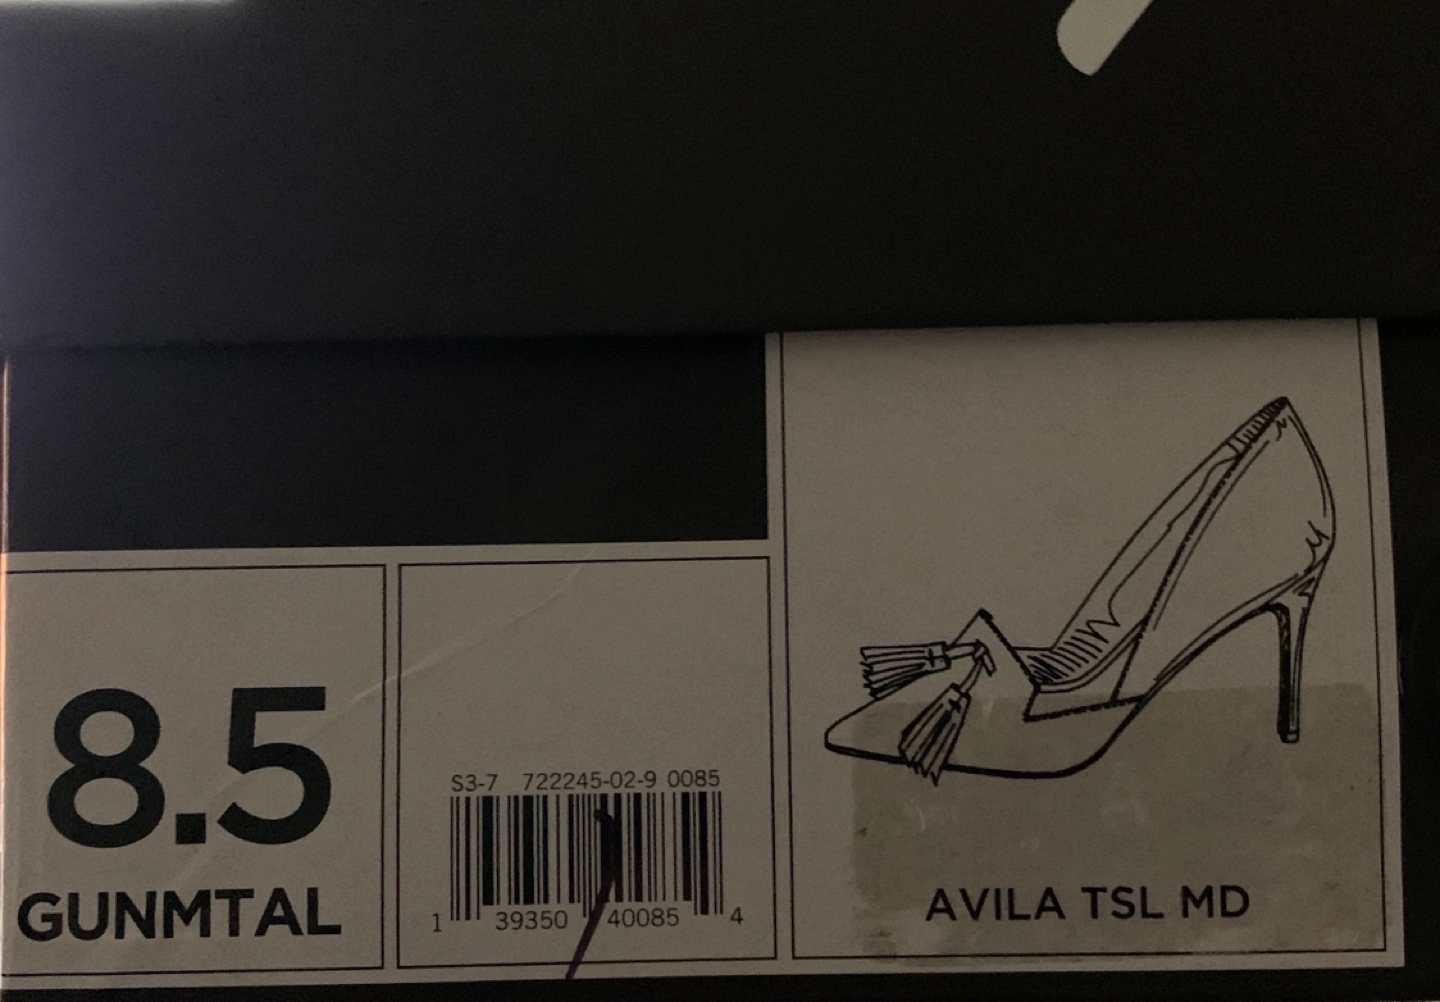 8.5
GUNMTAL
S3-7 722245-02-9 0085
1 39350 40085 4
AVILA TSL MD